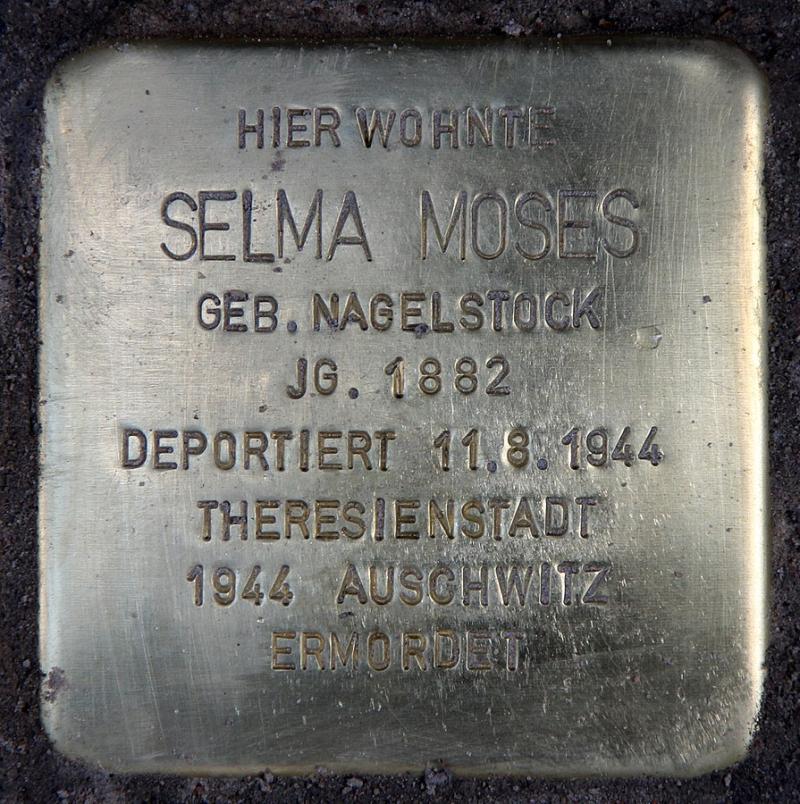 HIER WOHNTE
SELMA MOSES
GEB. NAGELSTOCK
JG. 1882
DEPORTIERT 11.8.1944
THERESIENSTADT
1944 AUSCHWITZ
ERMORDET